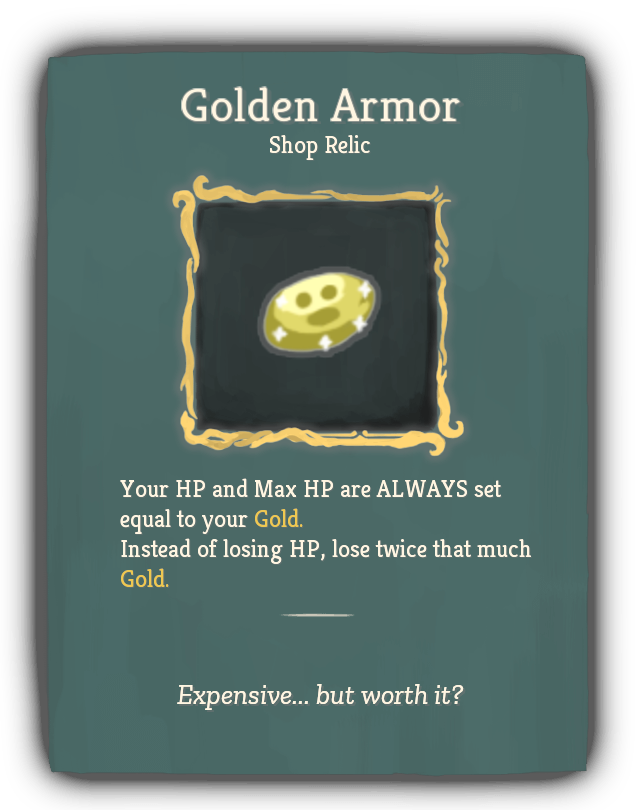 Golden Armor
Shop Relic
Your HP and Max HP are ALWAYS set
equal to your Gold.
Instead of losing HP, lose twice that much
Gold.
Expensive... but worth it?